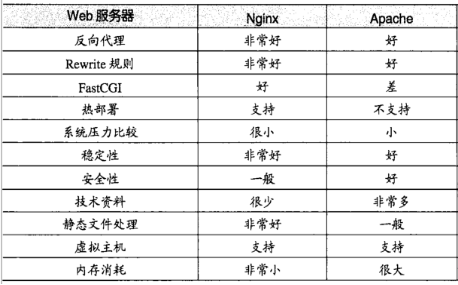 Web 服务器 Nginx Apache
反向代理 非常好 好
Rewrite 规则 非常好 好
FastCGI 好 差
热部署 支持 不支持
系统压力比较 很小 小
稳定性 非常好 好
安全性 一般 好
技术资料 很少 非常多
静态文件处理 非常好 一般
虚拟主机 支持 支持
内存消耗 非常小 很大